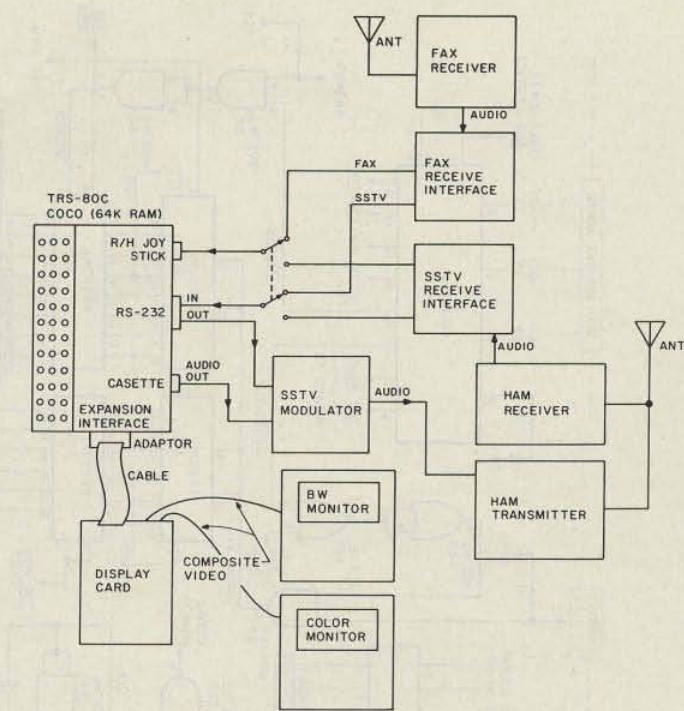 ANT
FAX
RECEIVER
AUDIO
FAX
RECEIVE
INTERFACE
FAX
SSTV
TRS-80C
COCO (64K RAM)
R/H JOY
STICK
RS-232
IN
OUT
CASETTE
AUDIO
OUT
EXPANSION
INTERFACE
ADAPTOR
CABLE
SSTV
RECEIVE
INTERFACE
AUDIO
ANT
HAM
RECEIVER
SSTV
MODULATOR
AUDIO
HAM
TRANSMITTER
BW
MONITOR
COMPOSITE
VIDEO
DISPLAY
CARD
COLOR
MONITOR